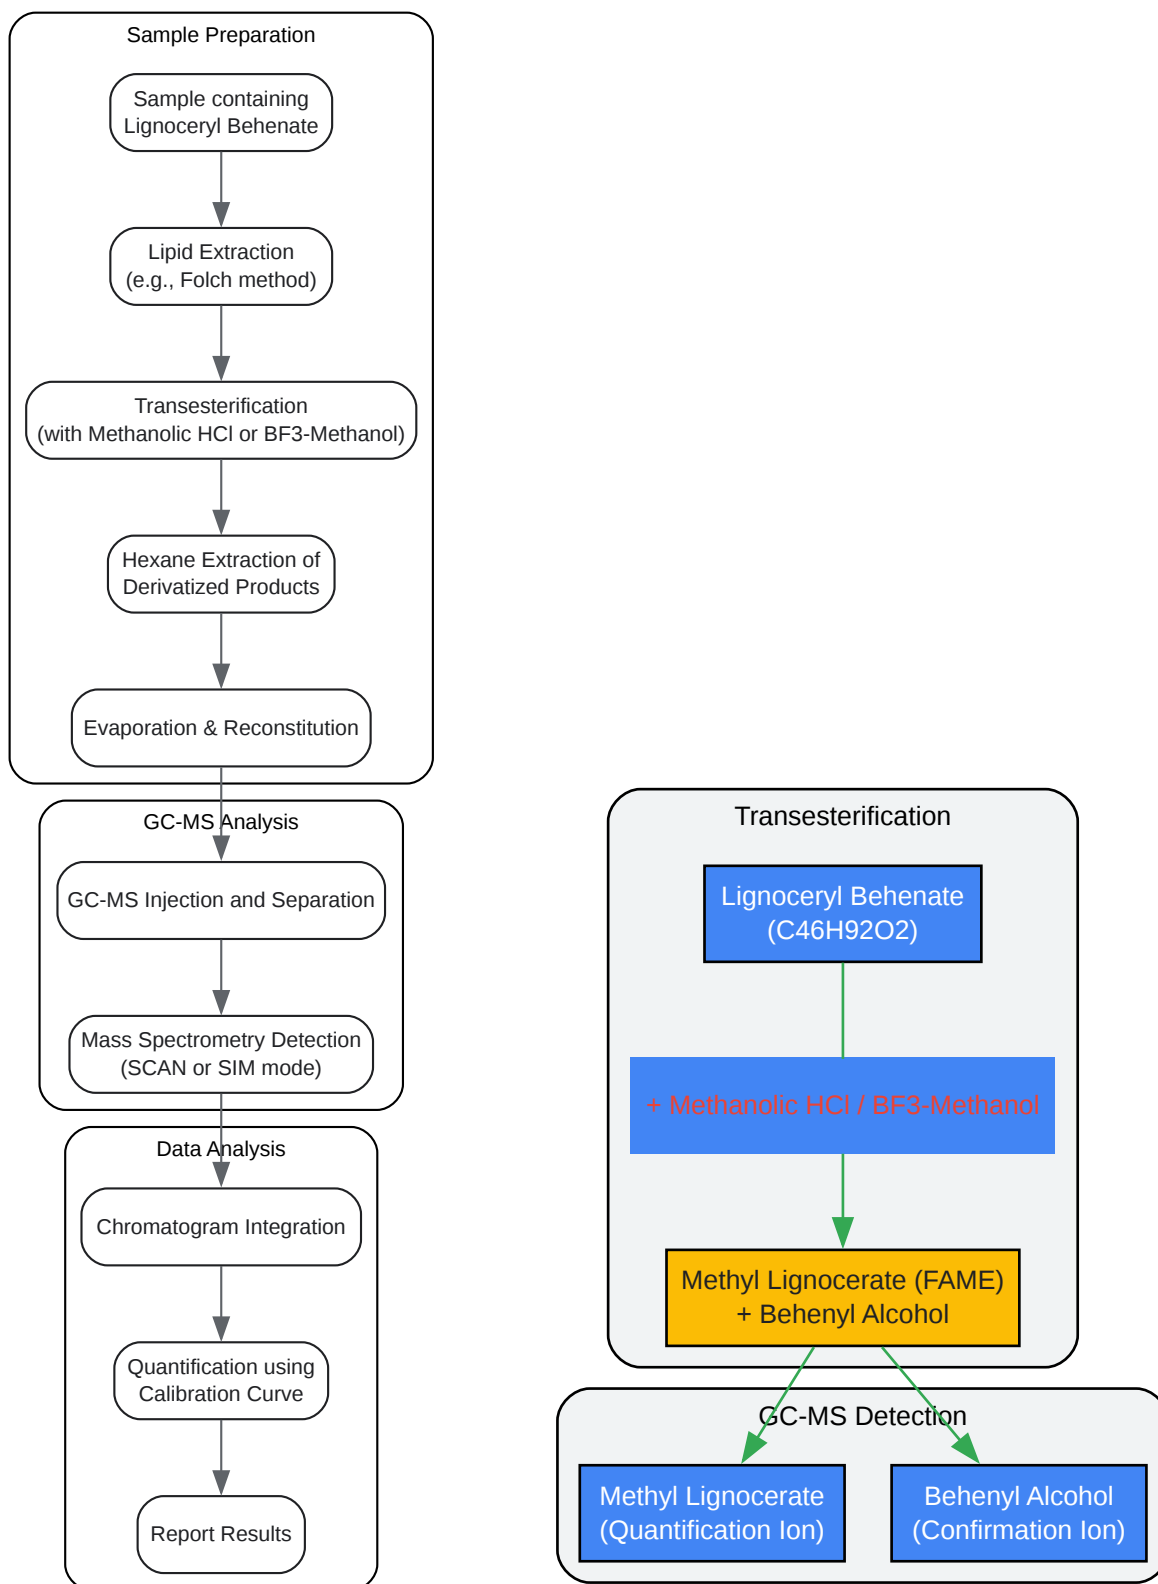 Sample Preparation
Sample containing
Lignoceryl Behenate
Lipid Extraction
(e.g., Folch method)
Transesterification
(with Methanolic HCl or BF3-Methanol)
Hexane Extraction of
Derivatized Products
Evaporation & Reconstitution
GC-MS Analysis
GC-MS Injection and Separation
Mass Spectrometry Detection
(SCAN or SIM mode)
Data Analysis
Chromatogram Integration
Quantification using
Calibration Curve
Report Results
Transesterification
Lignoceryl Behenate
(C46H92O2)
+ Methanolic HCl / BF3-Methanol
Methyl Lignocerate (FAME)
+ Behenyl Alcohol
GC-MS Detection
Methyl Lignocerate
(Quantification Ion)
Behenyl Alcohol
(Confirmation Ion)